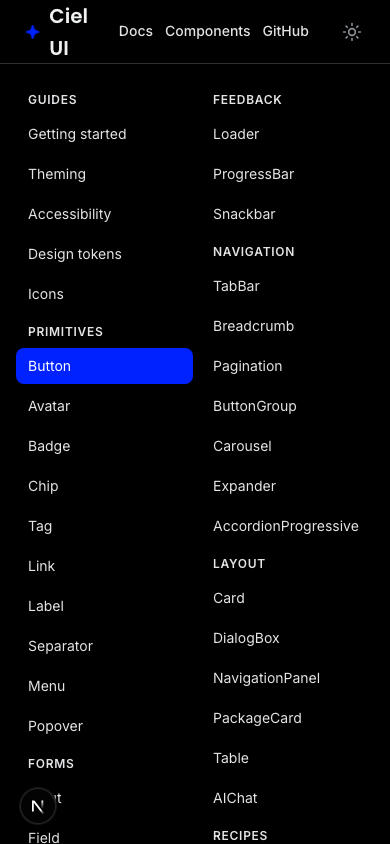 Ciel
UI
Docs
Components
GitHub
GUIDES
Getting started
Theming
Accessibility
Design tokens
Icons
PRIMITIVES
Button
Avatar
Badge
Chip
Tag
Link
Label
Separator
Menu
Popover
FORMS
Field
FEEDBACK
Loader
ProgressBar
Snackbar
NAVIGATION
TabBar
Breadcrumb
Pagination
ButtonGroup
Carousel
Expander
AccordionProgressive
LAYOUT
Card
DialogBox
NavigationPanel
PackageCard
Table
AIChat
RECIPES